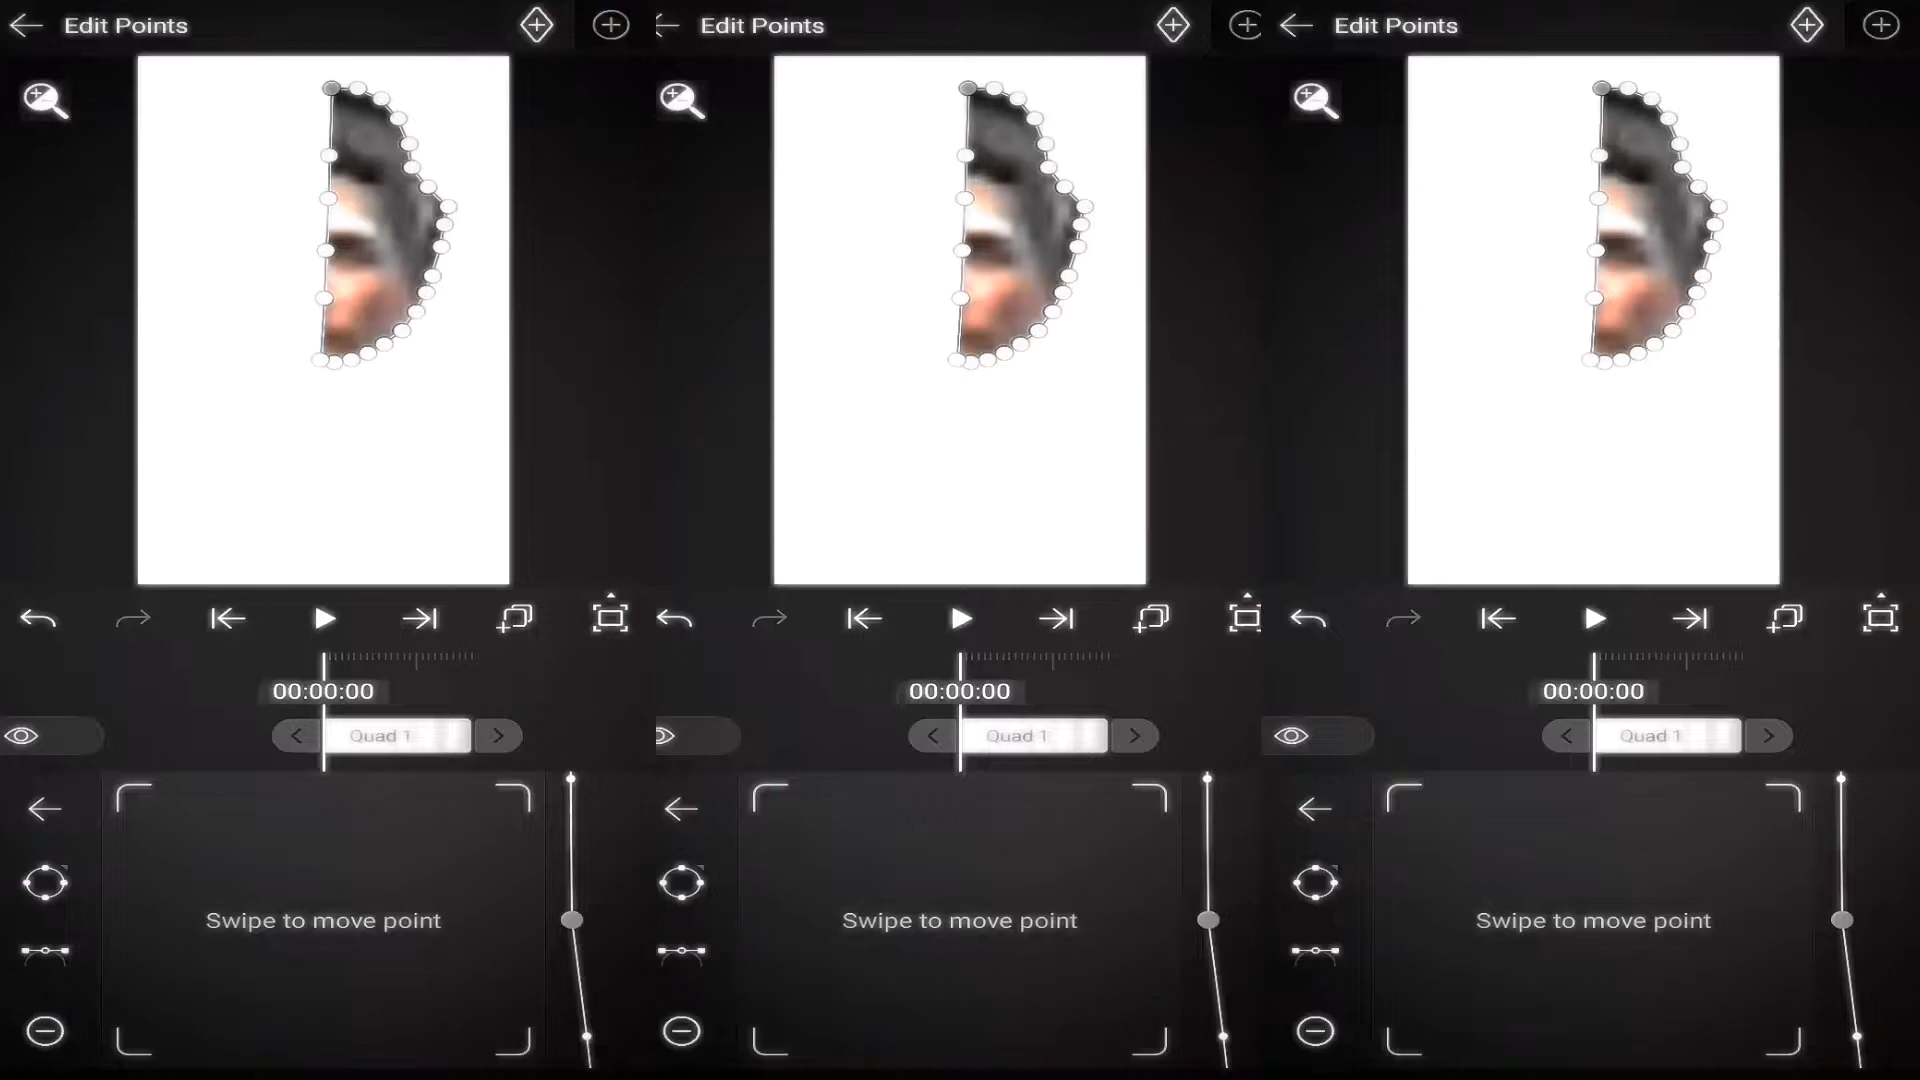 Edit Points
Edit Points
Edit Points
00:00:00
00:00:00
00:00:00
Quad 1
Quad 1
Quad 1
Swipe to move point
Swipe to move point
Swipe to move point